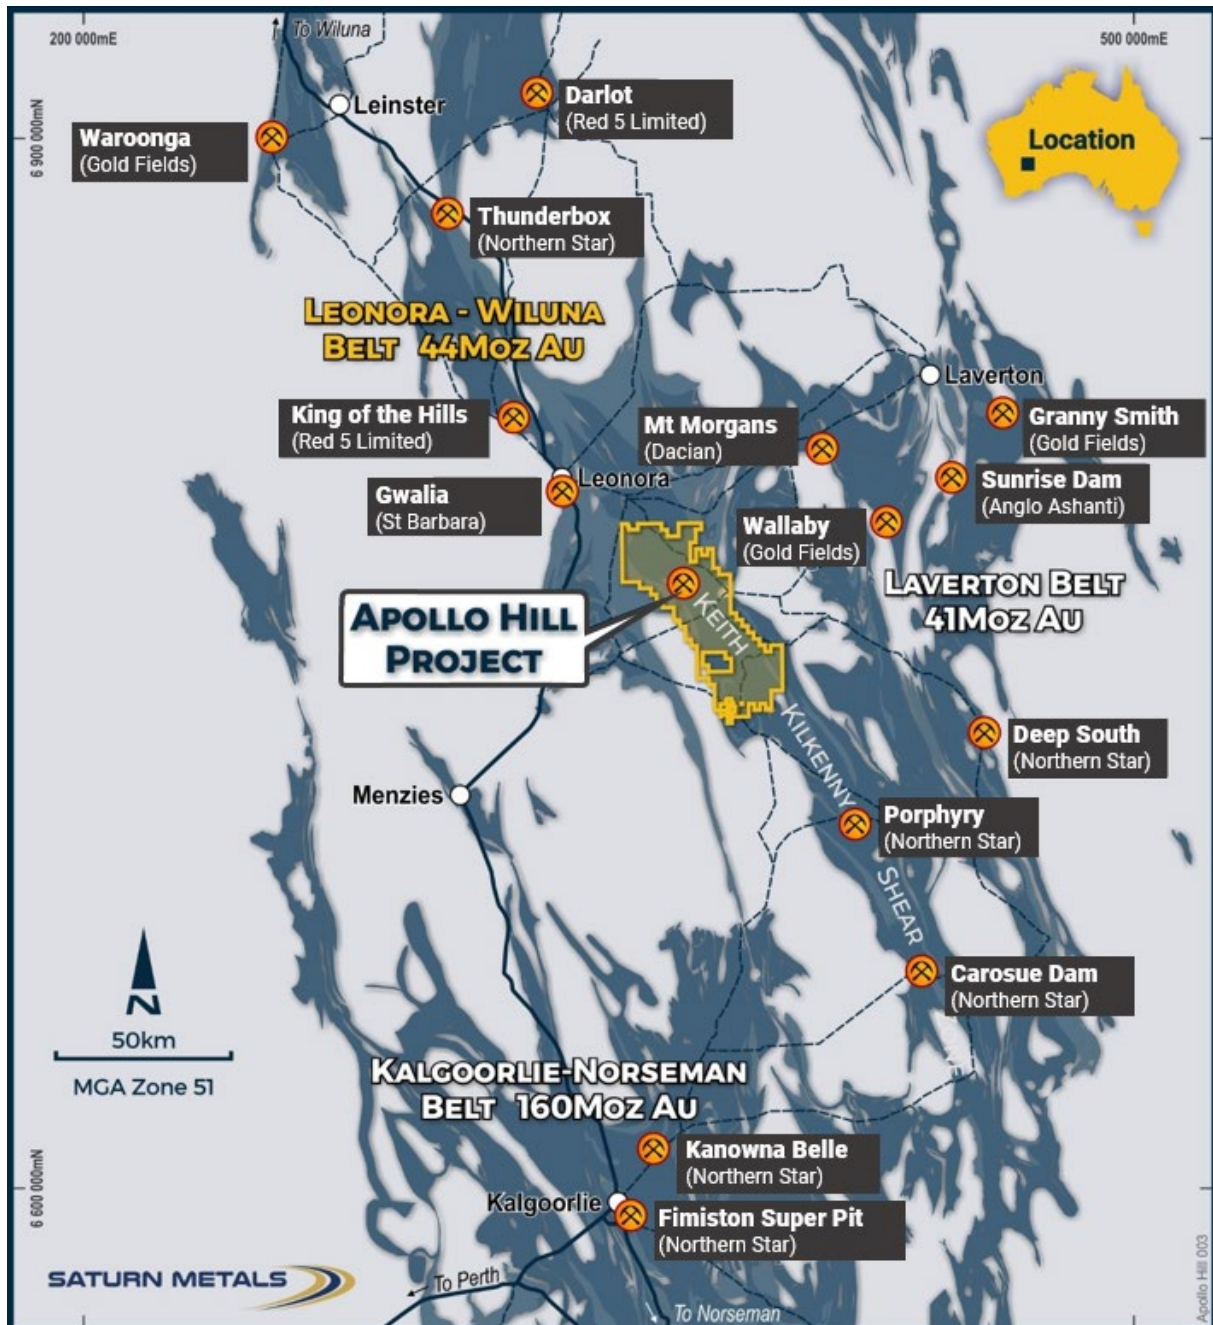 To Wiluna
200 000mE
500 000mE
Leinster
Darlot
(Red 5 Limited)
Waroonga
(Gold Fields)
6 900 000mN
Location
Thunderbox
(Northern Star)
LEONORA - WILUNA
BELT 44MOZ AU
Laverton
King of the Hills
(Red 5 Limited)
Mt Morgans
(Dacian)
Granny Smith
(Gold Fields)
Leonora
Gwalia
(St Barbara)
Sunrise Dam
(Anglo Ashanti)
Wallaby
(Gold Fields)
LAVERTON BELT
41MOZ AU
APOLLO HILL
PROJECT
KEITH
KILKENNY
SHEAR
Deep South
(Northern Star)
Menzies
Porphyry
(Northern Star)
Carosue Dam
(Northern Star)
N
50km
MGA Zone 51
KALGOORLIE-NORSEMAN
BELT 160MOZ AU
Kanowna Belle
(Northern Star)
6 600 000mN
Kalgoorlie
Fimiston Super Pit
(Northern Star)
SATURN METALS
To Perth
To Norseman
Apollo Hill 003